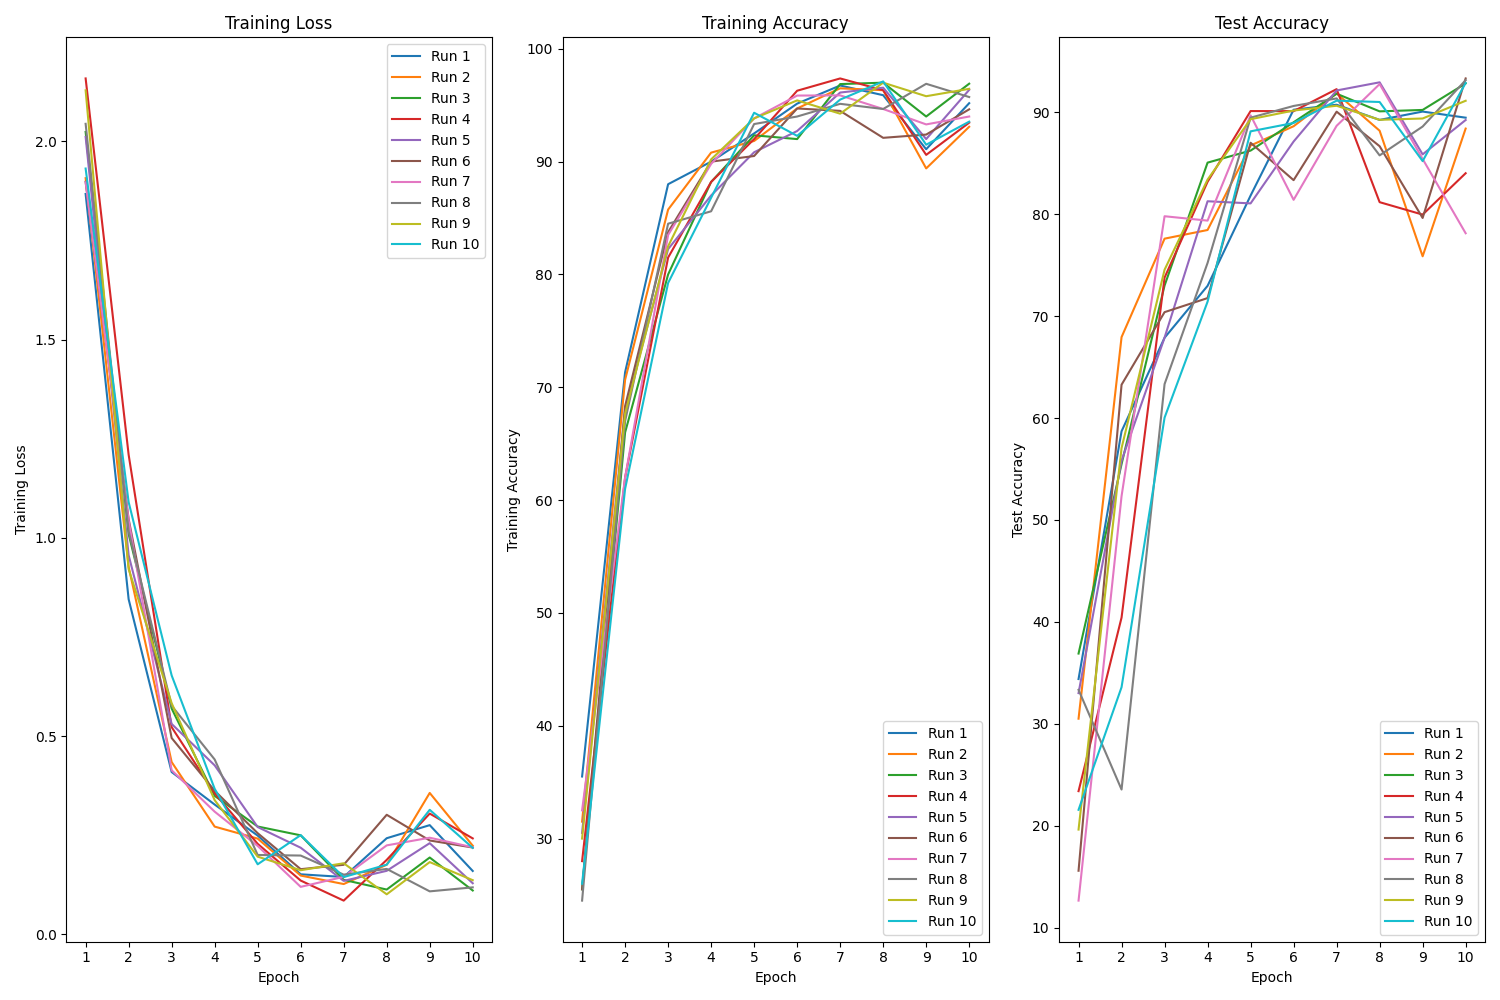 Training Loss
Training Loss
2.0
1.5
1.0
0.5
0.0
1 2 3 4 5 6 7 8 9 10
Epoch
Run 1
Run 2
Run 3
Run 4
Run 5
Run 6
Run 7
Run 8
Run 9
Run 10
Training Accuracy
Training Accuracy
100
90
80
70
60
50
40
30
1 2 3 4 5 6 7 8 9 10
Epoch
Run 1
Run 2
Run 3
Run 4
Run 5
Run 6
Run 7
Run 8
Run 9
Run 10
Test Accuracy
Test Accuracy
90
80
70
60
50
40
30
20
10
1 2 3 4 5 6 7 8 9 10
Epoch
Run 1
Run 2
Run 3
Run 4
Run 5
Run 6
Run 7
Run 8
Run 9
Run 10